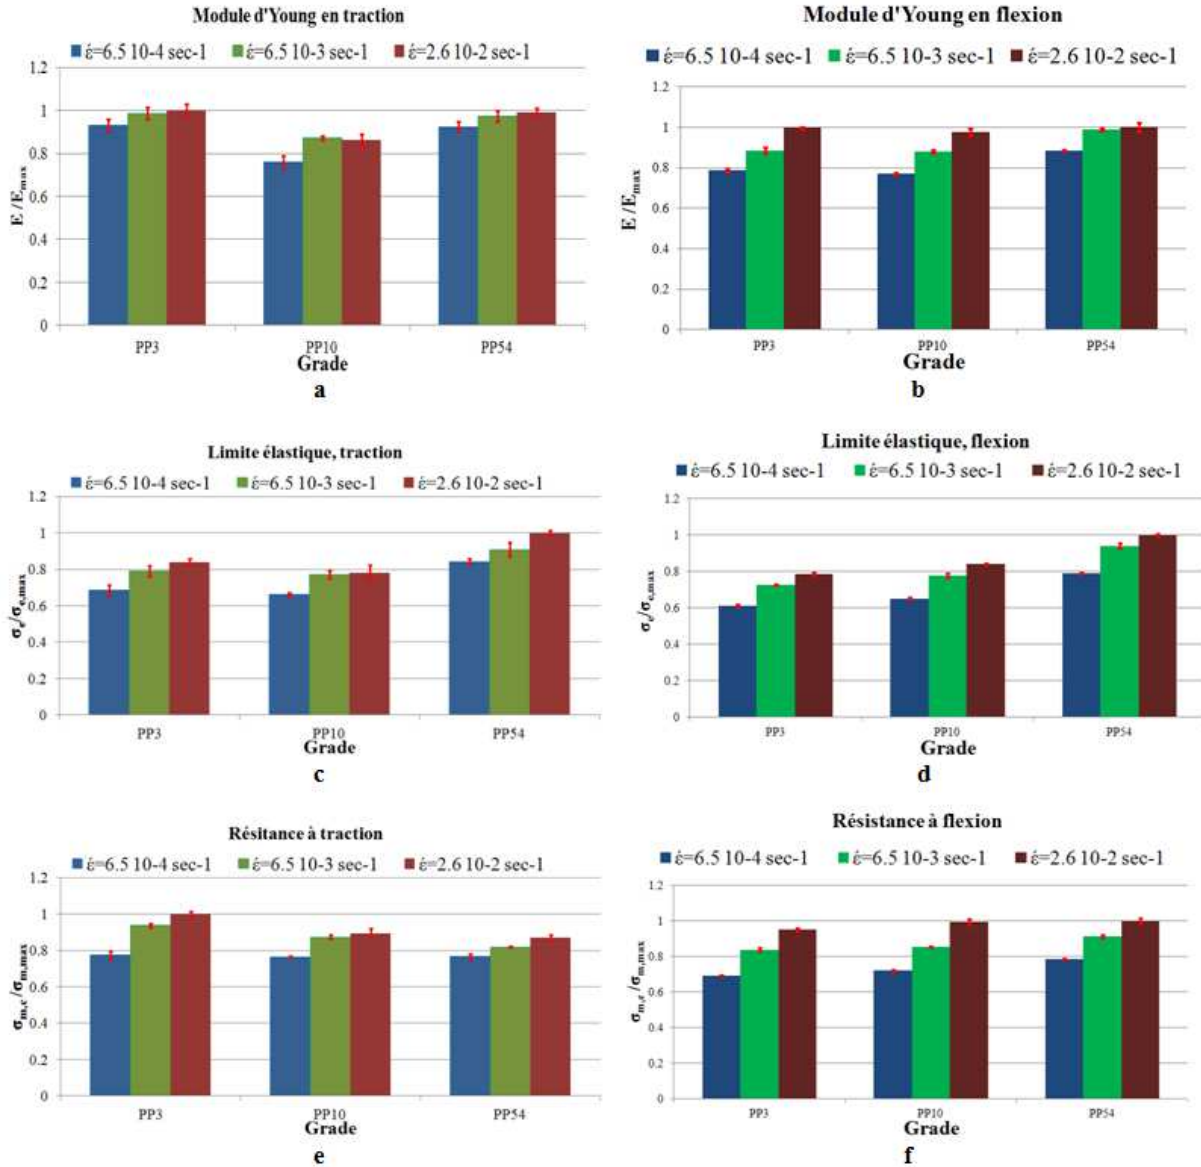 Module d'Young en traction
ε̇=6.5 10-4 sec-1 ε̇=6.5 10-3 sec-1 ε̇=2.6 10-2 sec-1
1.2
1
0.8
0.6
0.4
0.2
0
E /Emax
PP3 PP10 PP54
Grade
a
Module d'Young en flexion
ε̇=6.5 10-4 sec-1 ε̇=6.5 10-3 sec-1 ε̇=2.6 10-2 sec-1
1.2
1
0.8
0.6
0.4
0.2
0
E /Emax
PP3 PP10 PP54
Grade
b
Limite élastique, traction
ε̇=6.5 10-4 sec-1 ε̇=6.5 10-3 sec-1 ε̇=2.6 10-2 sec-1
1.2
1
0.8
0.6
0.4
0.2
0
σe/σe,max
PP3 PP10 PP54
Grade
c
Limite élastique, flexion
ε̇=6.5 10-4 sec-1 ε̇=6.5 10-3 sec-1 ε̇=2.6 10-2 sec-1
1.2
1
0.8
0.6
0.4
0.2
0
σe/σe,max
PP3 PP10 PP54
Grade
d
Résitance à traction
ε̇=6.5 10-4 sec-1 ε̇=6.5 10-3 sec-1 ε̇=2.6 10-2 sec-1
1.2
1
0.8
0.6
0.4
0.2
0
σm,ε /σm,max
PP3 PP10 PP54
Grade
e
Résistance à flexion
ε̇=6.5 10-4 sec-1 ε̇=6.5 10-3 sec-1 ε̇=2.6 10-2 sec-1
1.2
1
0.8
0.6
0.4
0.2
0
σm,ε /σm,max
PP3 PP10 PP54
Grade
f